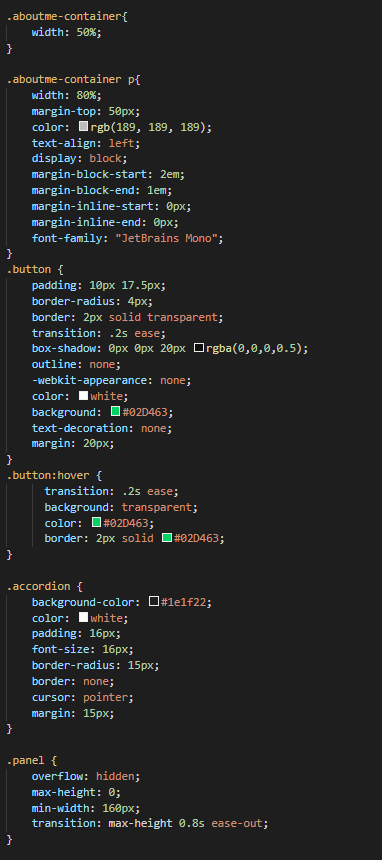 .aboutme-container{
    width: 50%;
}

.aboutme-container p{
    width: 80%;
    margin-top: 50px;
    color: rgb(189, 189, 189);
    text-align: left;
    display: block;
    margin-block-start: 2em;
    margin-block-end: 1em;
    margin-inline-start: 0px;
    margin-inline-end: 0px;
    font-family: "JetBrains Mono";
}
.button {
    padding: 10px 17.5px;
    border-radius: 4px;
    border: 2px solid transparent;
    transition: .2s ease;
    box-shadow: 0px 0px 20px rgba(0,0,0,0.5);
    outline: none;
    -webkit-appearance: none;
    color: white;
    background: #02D463;
    text-decoration: none;
    margin: 20px;
}
.button:hover {
      transition: .2s ease;
      background: transparent;
      color: #02D463;
      border: 2px solid #02D463;
}

.accordion {
    background-color: #1e1f22;
    color: white;
    padding: 16px;
    font-size: 16px;
    border-radius: 15px;
    border: none;
    cursor: pointer;
    margin: 15px;
}

.panel {
    overflow: hidden;
    max-height: 0;
    min-width: 160px;
    transition: max-height 0.8s ease-out;
}